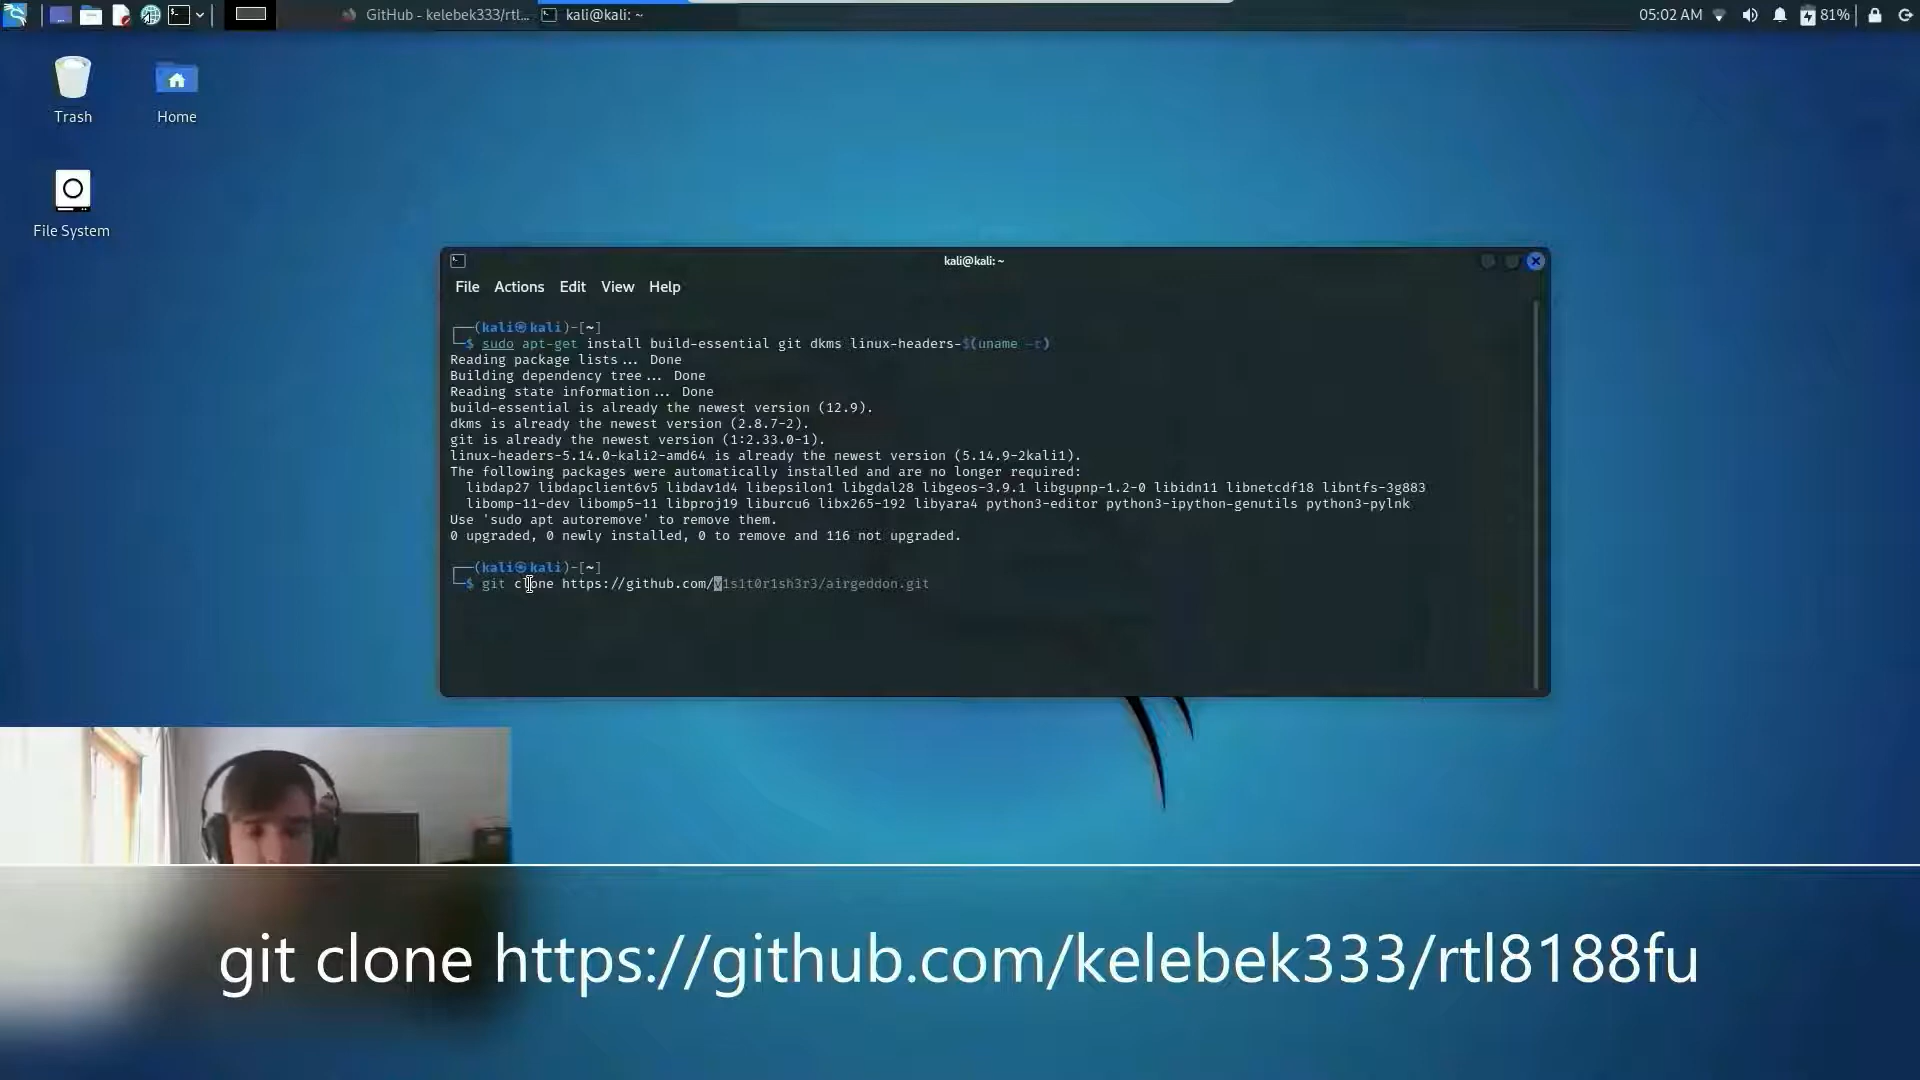 GitHub - kelebek333/rtl...
kali@kali: ~
05:02 AM
81%
Trash
Home
File System
kali@kali: ~
File Actions Edit View Help
┌──(kali㉿kali)-[~]
└─$ sudo apt-get install build-essential git dkms linux-headers-$(uname -r)
Reading package lists... Done
Building dependency tree... Done
Reading state information... Done
build-essential is already the newest version (12.9).
dkms is already the newest version (2.8.7-2).
git is already the newest version (1:2.33.0-1).
linux-headers-5.14.0-kali2-amd64 is already the newest version (5.14.9-2kali1).
The following packages were automatically installed and are no longer required:
libdap27 libdapclient6v5 libdav1d4 libepsilon1 libgdal28 libgeos-3.9.1 libgupnp-1.2-0 libidn11 libnetcdf18 libntfs-3g883
libomp-11-dev libomp5-11 libproj19 liburcu6 libx265-192 libyara4 python3-editor python3-ipython-genutils python3-pylnk
Use 'sudo apt autoremove' to remove them.
0 upgraded, 0 newly installed, 0 to remove and 116 not upgraded.
┌──(kali㉿kali)-[~]
└─$ git clone https://github.com/v1s1t0r1sh3r3/airgeddon.git
git clone https://github.com/kelebek333/rtl8188fu